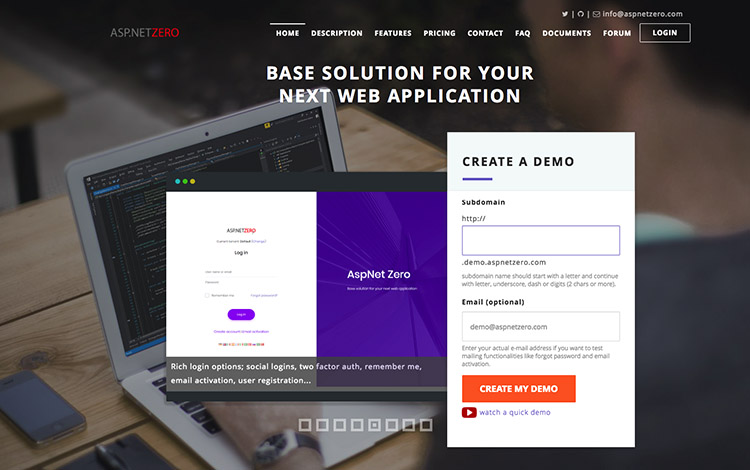 info@aspnetzero.com
ASP.NETZERO
HOME DESCRIPTION FEATURES PRICING CONTACT FAQ DOCUMENTS FORUM LOGIN
BASE SOLUTION FOR YOUR
NEXT WEB APPLICATION
ASP.NETZERO
Current tenant: Default (Change)
Log in
User name or email
Password
Remember me Forgot password?
Log in
Create account Email activation
AspNet Zero
Base solution for your next web application
Rich login options; social logins, two factor auth, remember me,
email activation, user registration...
CREATE A DEMO
Subdomain
http://
.demo.aspnetzero.com
subdomain name should start with a letter and continue
with letter, underscore, dash or digits (2 chars or more).
Email (optional)
demo@aspnetzero.com
Enter your actual e-mail address if you want to test
mailing functionalities like forgot password and email
activation.
CREATE MY DEMO
watch a quick demo